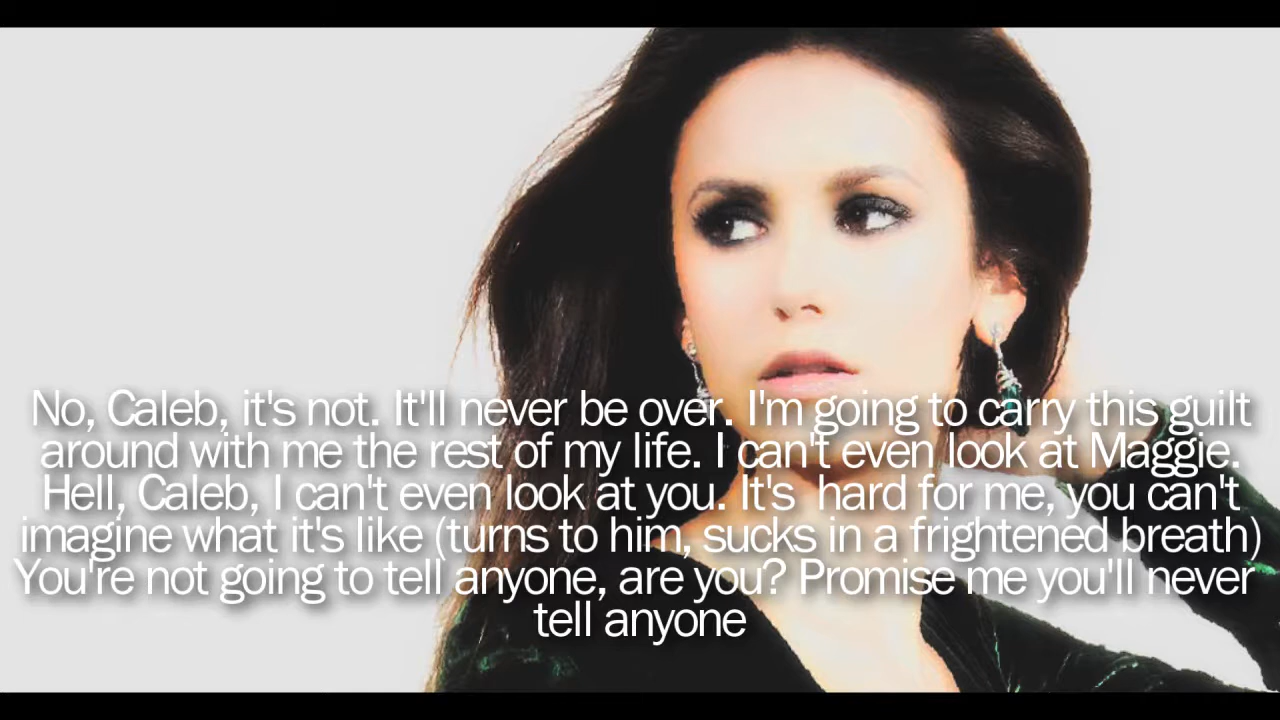 No, Caleb, it's not. It'll never be over. I'm going to carry this guilt
around with me the rest of my life. I can't even look at Maggie.
Hell, Caleb, I can't even look at you. It's  hard for me, you can't
imagine what it's like (turns to him, sucks in a frightened breath)
You're not going to tell anyone, are you? Promise me you'll never
tell anyone